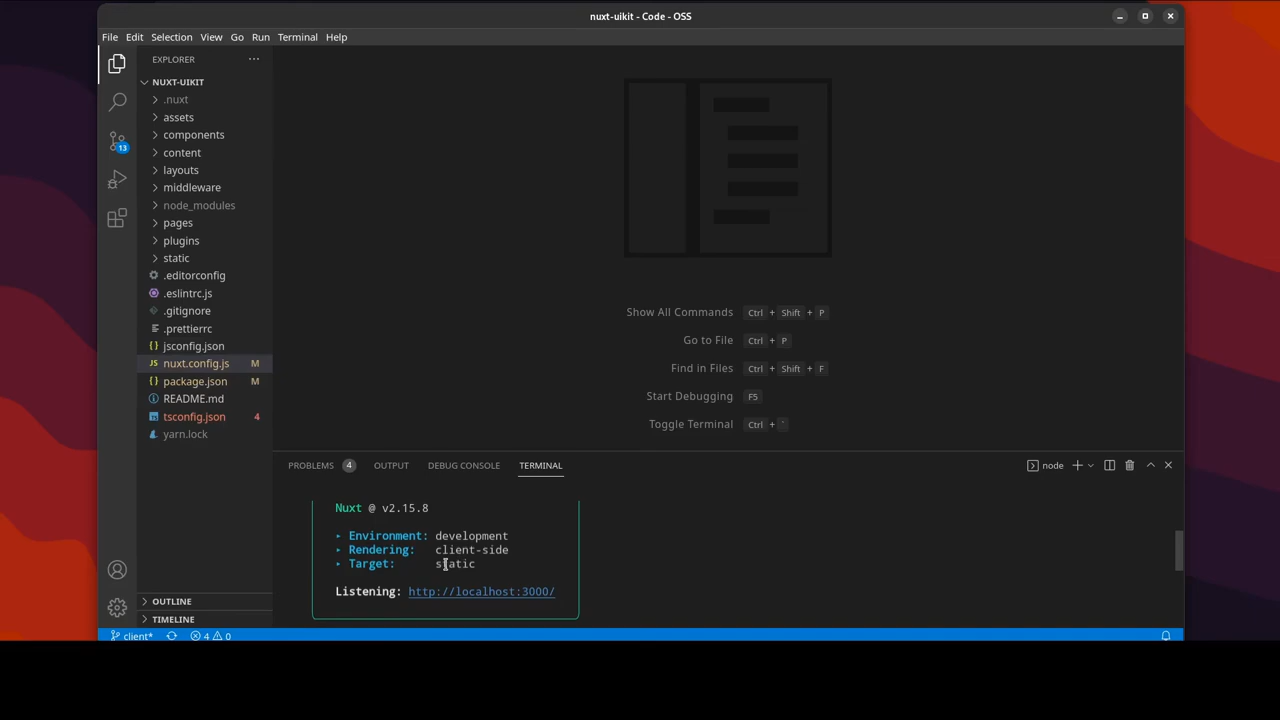 nuxt-uikit - Code - OSS
File Edit Selection View Go Run Terminal Help
EXPLORER
NUXT-UIKIT
.nuxt
assets
components
content
layouts
middleware
node_modules
pages
plugins
static
.editorconfig
.eslintrc.js
.gitignore
.prettierrc
jsconfig.json
JS nuxt.config.js M
package.json M
README.md
tsconfig.json 4
yarn.lock
OUTLINE
TIMELINE
13
Show All Commands Ctrl + Shift + P
Go to File Ctrl + P
Find in Files Ctrl + Shift + F
Start Debugging F5
Toggle Terminal Ctrl + `
PROBLEMS 4 OUTPUT DEBUG CONSOLE TERMINAL
node
Nuxt @ v2.15.8
▸ Environment: development
▸ Rendering: client-side
▸ Target: static
Listening: http://localhost:3000/
client* 4 0